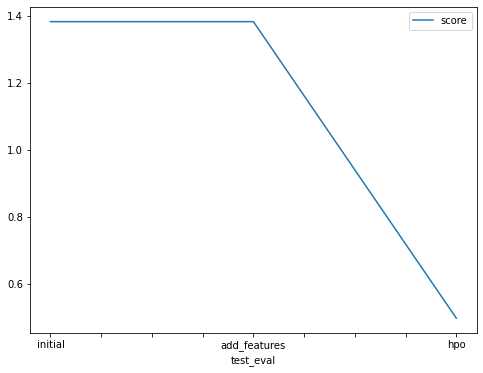 1.4
score
1.2
1.0
0.8
0.6
initial
add_features
hpo
test_eval